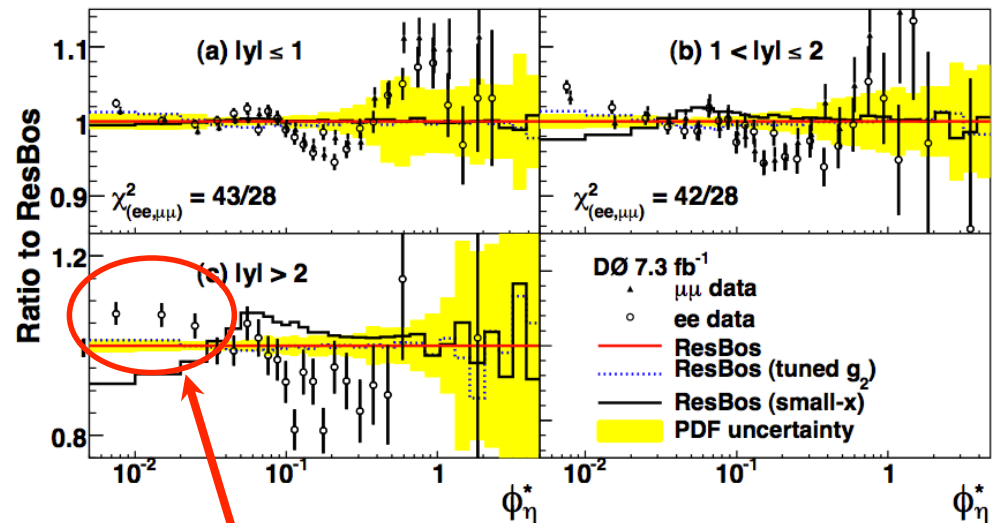 Ratio to ResBos
1.1
1
0.9
(a) |y| ≤ 1
χ²(ee,μμ) = 43/28
(b) 1 < |y| ≤ 2
χ²(ee,μμ) = 42/28
1.2
1
0.8
(c) |y| > 2
DØ 7.3 fb⁻¹
μμ data
ee data
ResBos
ResBos (tuned g₂)
ResBos (small-x)
PDF uncertainty
10⁻² 10⁻¹ 1 φ*η
10⁻² 10⁻¹ 1 φ*η